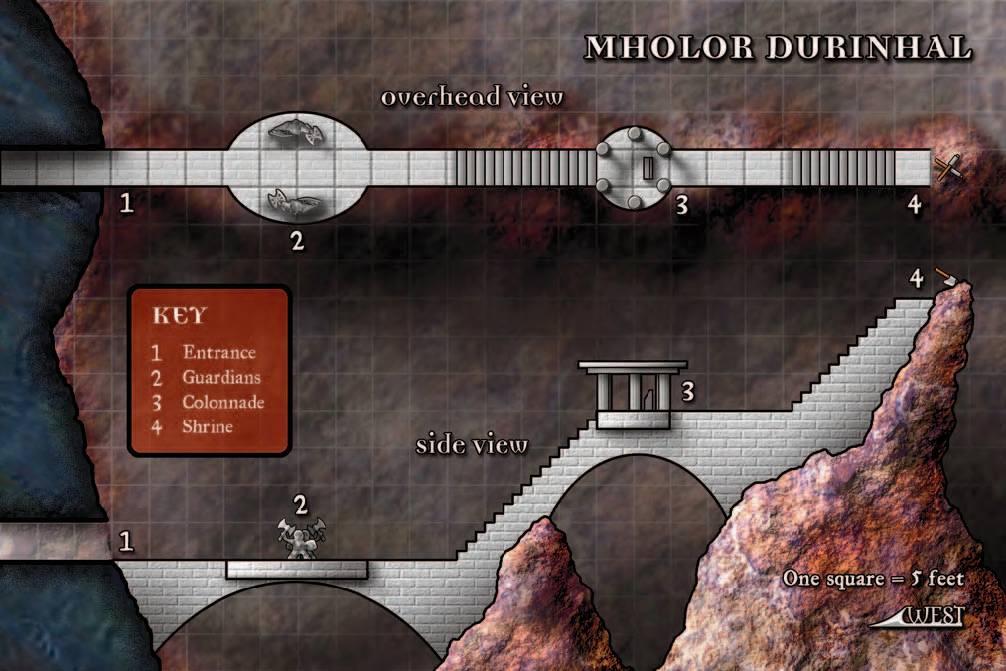 MHOLOR DURINHAL
overhead view
1
2
3
4
4
KEY
1 Entrance
2 Guardians
3 Colonnade
4 Shrine
3
side view
2
1
One square = 5 feet
WEST